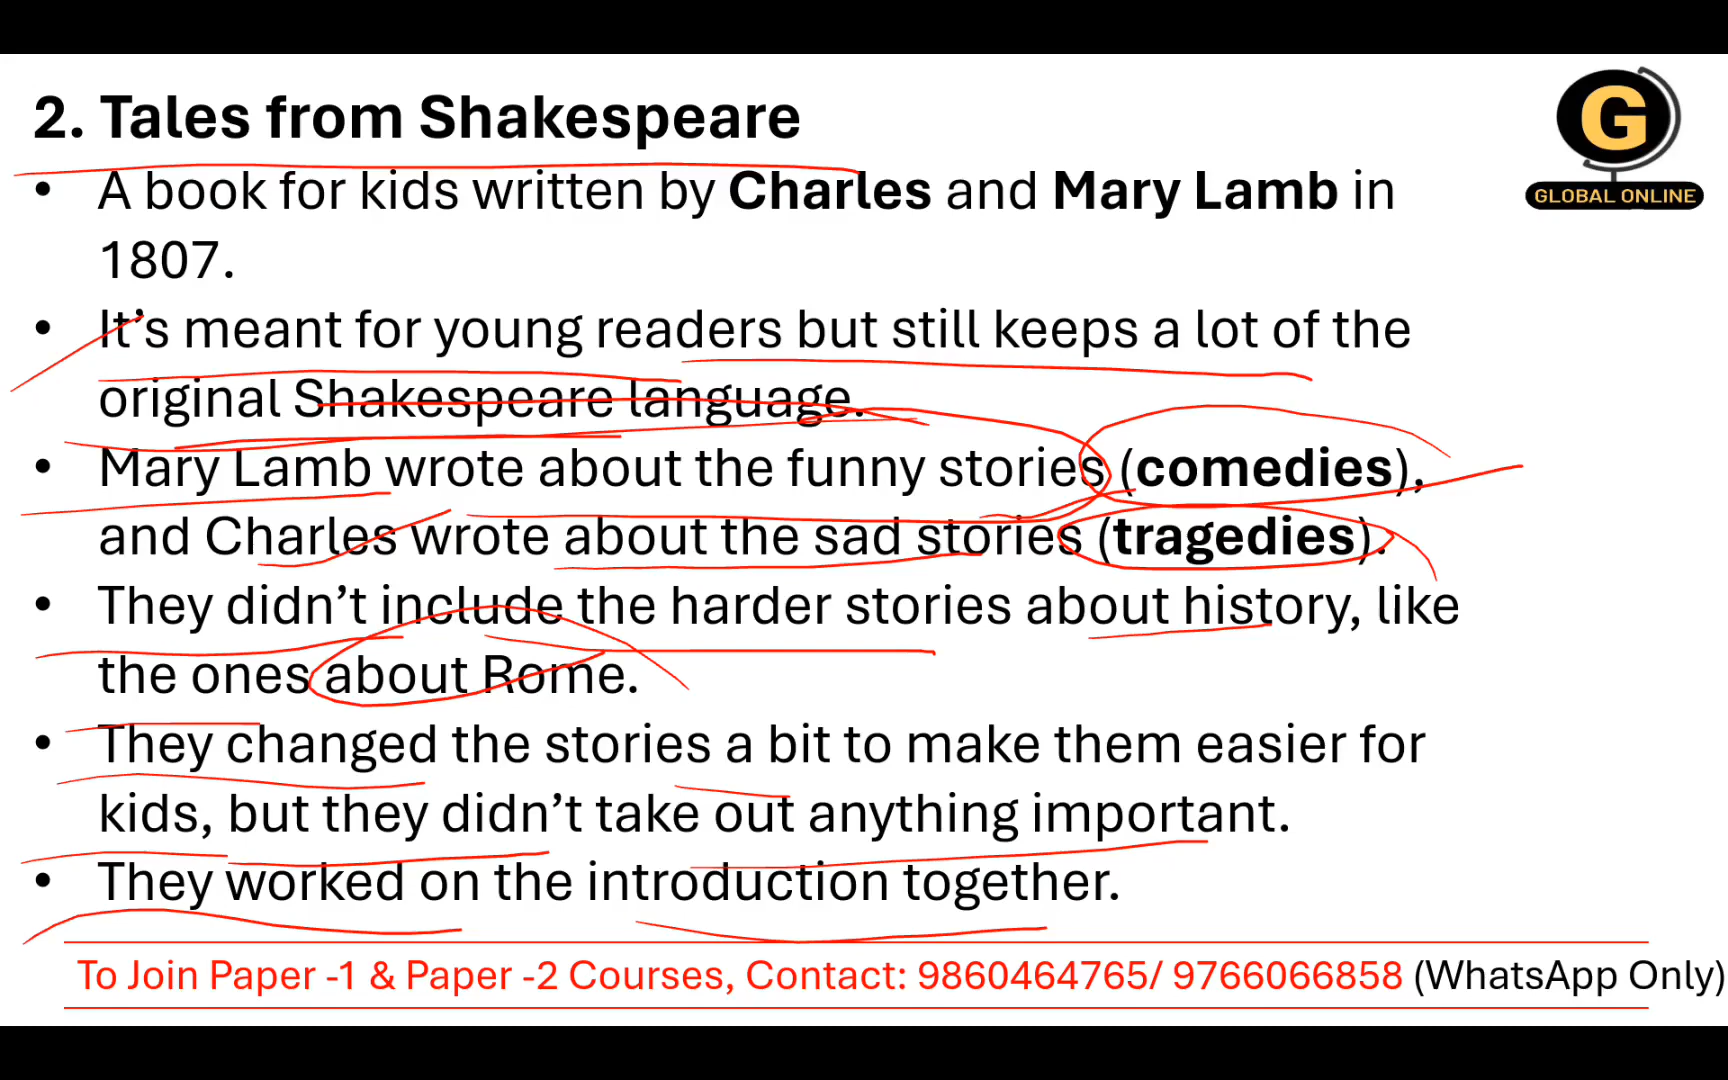 2. Tales from Shakespeare
G
GLOBAL ONLINE
• A book for kids written by Charles and Mary Lamb in
1807.
• It’s meant for young readers but still keeps a lot of the
original Shakespeare language.
• Mary Lamb wrote about the funny stories (comedies),
and Charles wrote about the sad stories (tragedies).
• They didn’t include the harder stories about history, like
the ones about Rome.
• They changed the stories a bit to make them easier for
kids, but they didn’t take out anything important.
• They worked on the introduction together.
To Join Paper -1 & Paper -2 Courses, Contact: 9860464765/ 9766066858 (WhatsApp Only)